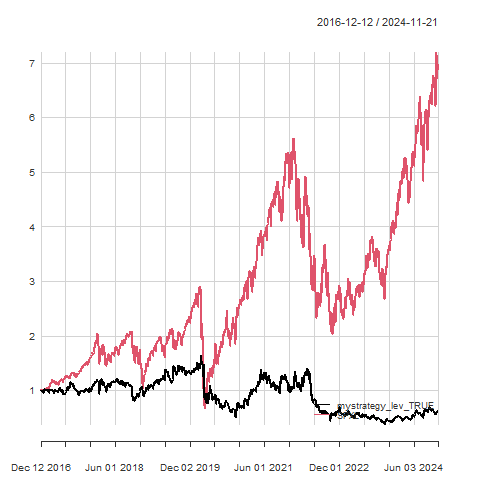 2016-12-12 / 2024-11-21
7
6
5
4
3
2
1
mystrategy_lev_TRUE
Dec 12 2016
Jun 01 2018
Dec 02 2019
Jun 01 2021
Dec 01 2022
Jun 03 2024